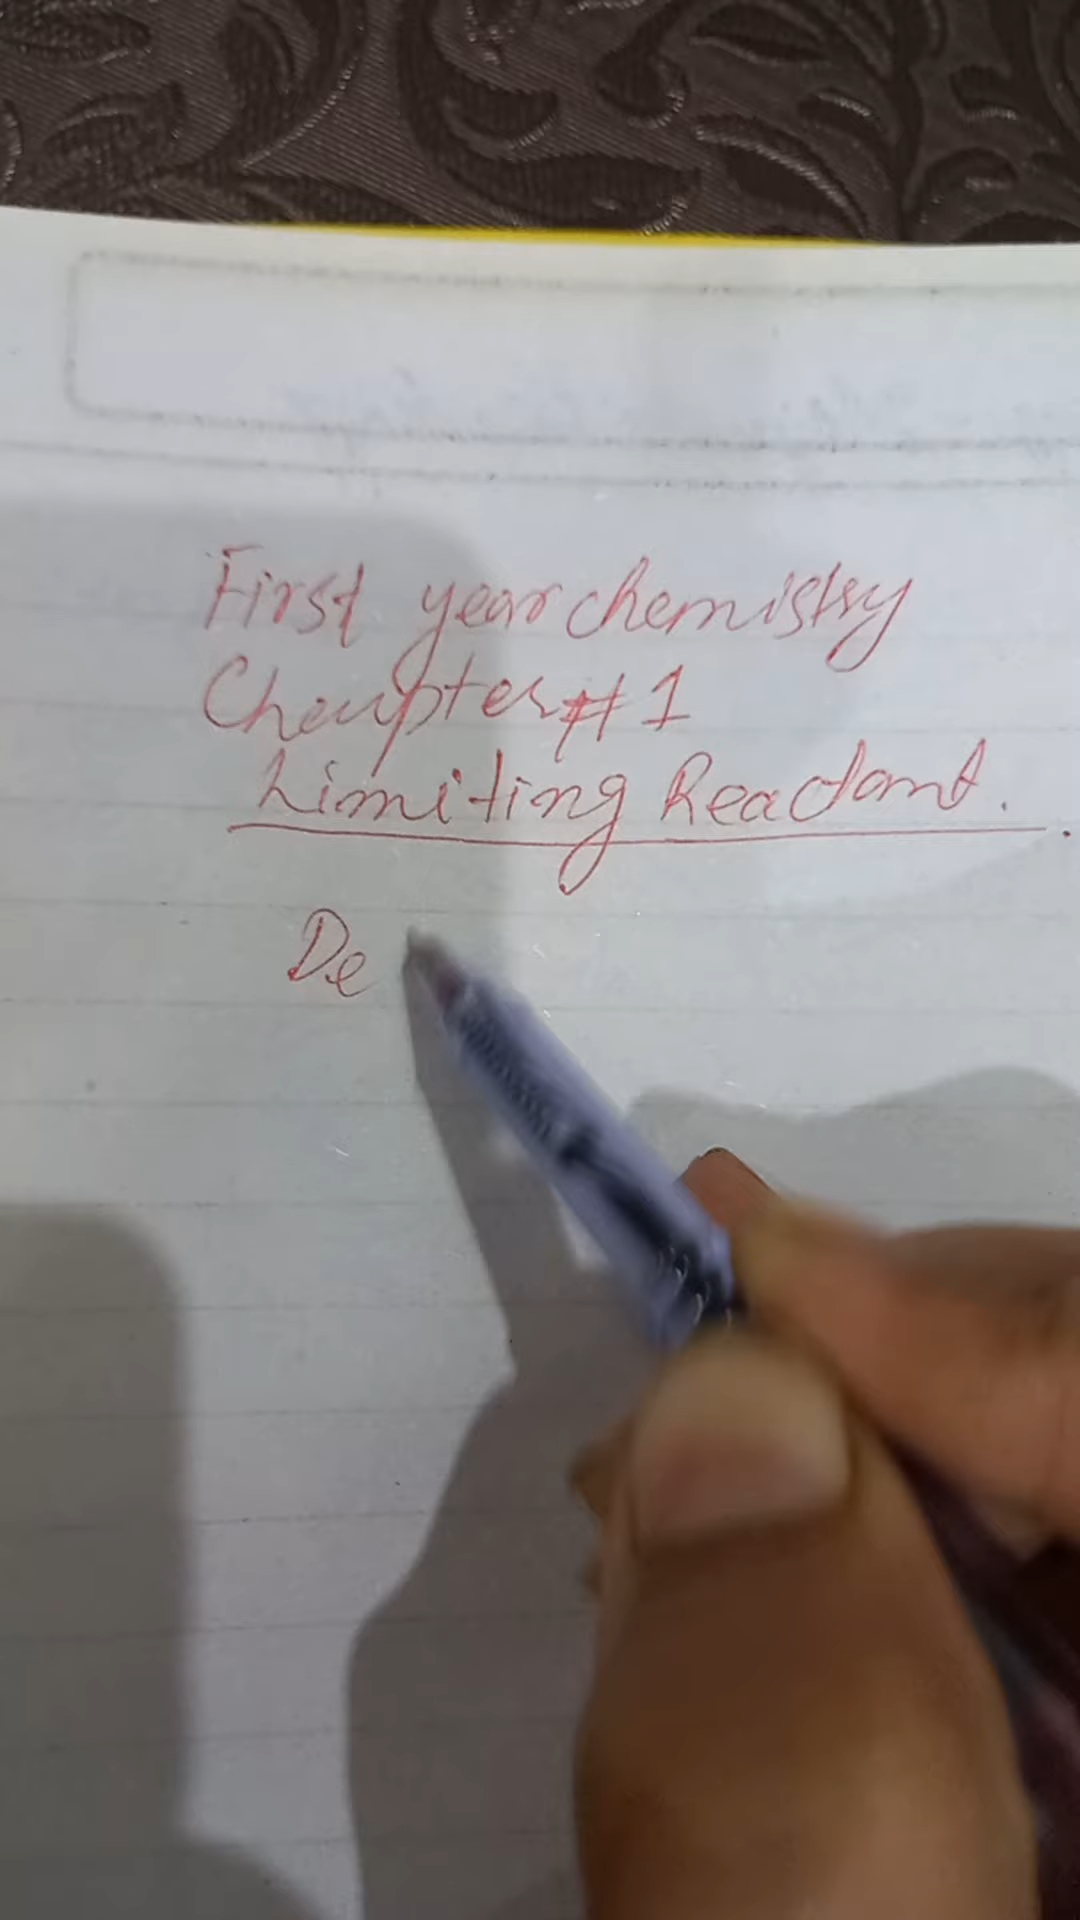 First year chemistry
Chapter # 1
Limiting Reactant.
De